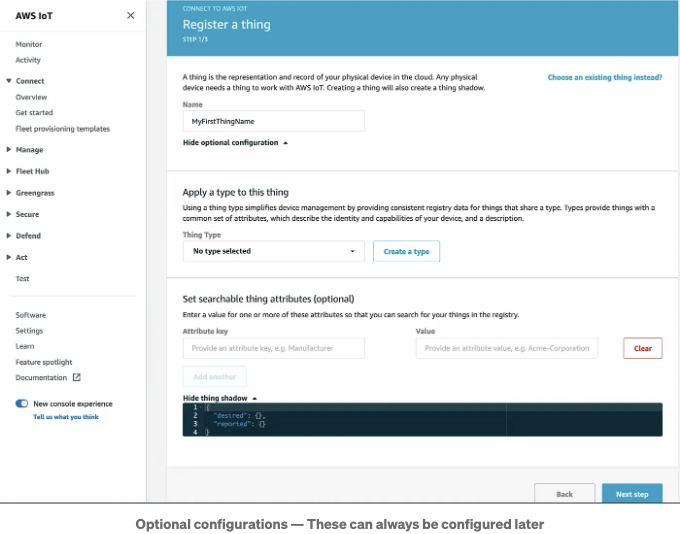 AWS IoT
Monitor
Activity
Connect
Overview
Get started
Fleet provisioning templates
Manage
Fleet Hub
Greengrass
Secure
Defend
Act
Test
Software
Settings
Learn
Feature spotlight
Documentation
New console experience
Tell us what you think
CONNECT TO AWS IOT
Register a thing
STEP 1/3
A thing is the representation and record of your physical device in the cloud. Any physical
device needs a thing to work with AWS IoT. Creating a thing will also create a thing shadow.
Choose an existing thing instead?
Name
MyFirstThingName
Hide optional configuration
Apply a type to this thing
Using a thing type simplifies device management by providing consistent registry data for things that share a type. Types provide things with a
common set of attributes, which describe the identity and capabilities of your device, and a description.
Thing Type
No type selected
Create a type
Set searchable thing attributes (optional)
Enter a value for one or more of these attributes so that you can search for your things in the registry.
Attribute key Value
Provide an attribute key, e.g. Manufacturer Provide an attribute value, e.g. Acme-Corporation Clear
Add another
Hide thing shadow
1 {
2 "desired": {},
3 "reported": {}
4 }
Back Next step
Optional configurations — These can always be configured later